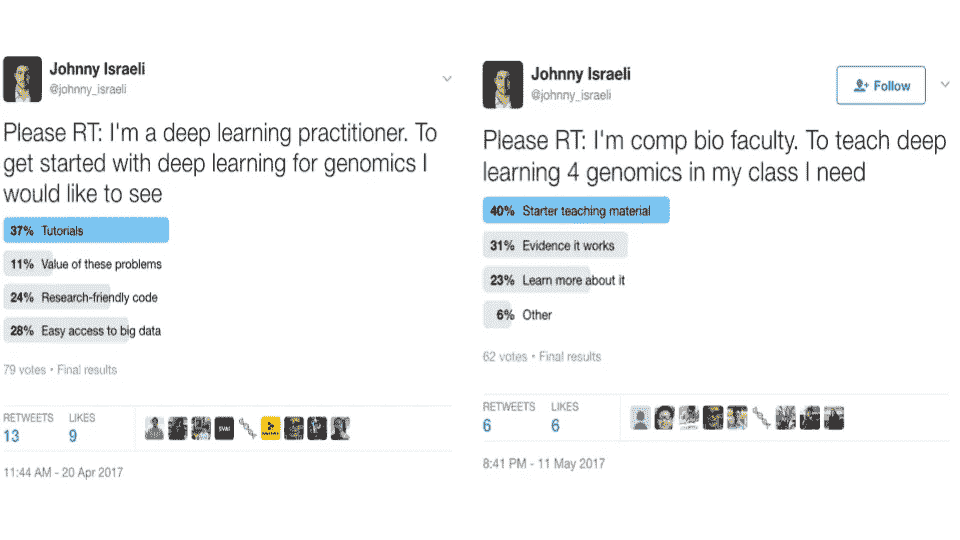 Johnny Israeli
@johnny_israeli
Please RT: I'm a deep learning practitioner. To
get started with deep learning for genomics I
would like to see
37% Tutorials
11% Value of these problems
24% Research-friendly code
28% Easy access to big data
79 votes • Final results
RETWEETS LIKES
13 9
11:44 AM - 20 Apr 2017
Johnny Israeli
@johnny_israeli
Follow
Please RT: I'm comp bio faculty. To teach deep
learning 4 genomics in my class I need
40% Starter teaching material
31% Evidence it works
23% Learn more about it
6% Other
62 votes • Final results
RETWEETS LIKES
6 6
8:41 PM - 11 May 2017